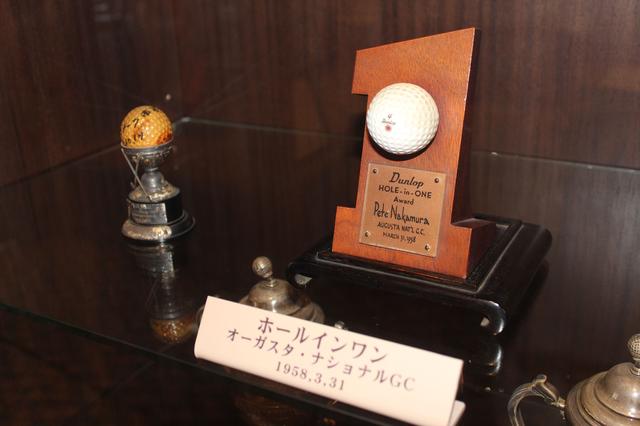 Dunlop
Dunlop
HOLE-in-ONE
Award
Pete Nakamura
AUGUSTA NAT'L G.C.
MARCH 31, 1958
ホールインワン
オーガスタ・ナショナルGC
1958,3,31